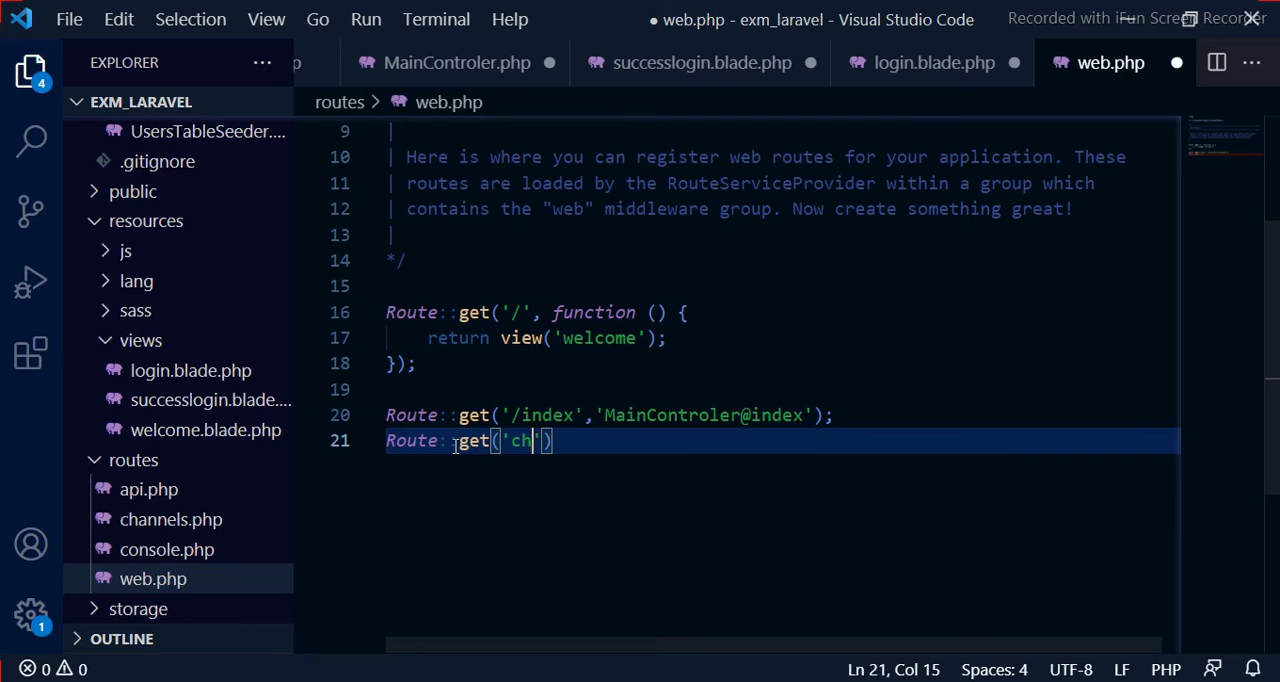 File Edit Selection View Go Run Terminal Help
● web.php - exm_laravel - Visual Studio Code
Recorded with iFun Screen Recorder
EXPLORER
p MainControler.php successlogin.blade.php login.blade.php web.php
EXM_LARAVEL
routes > web.php
UsersTableSeeder....
.gitignore
public
resources
js
lang
sass
views
login.blade.php
successlogin.blade....
welcome.blade.php
routes
api.php
channels.php
console.php
web.php
storage
OUTLINE
4
1
9 |
10 | Here is where you can register web routes for your application. These
11 | routes are loaded by the RouteServiceProvider within a group which
12 | contains the "web" middleware group. Now create something great!
13 |
14 */
15
16 Route::get('/', function () {
17 return view('welcome');
18 });
19
20 Route::get('/index','MainControler@index');
21 Route::get('ch')
0 0
Ln 21, Col 15 Spaces: 4 UTF-8 LF PHP